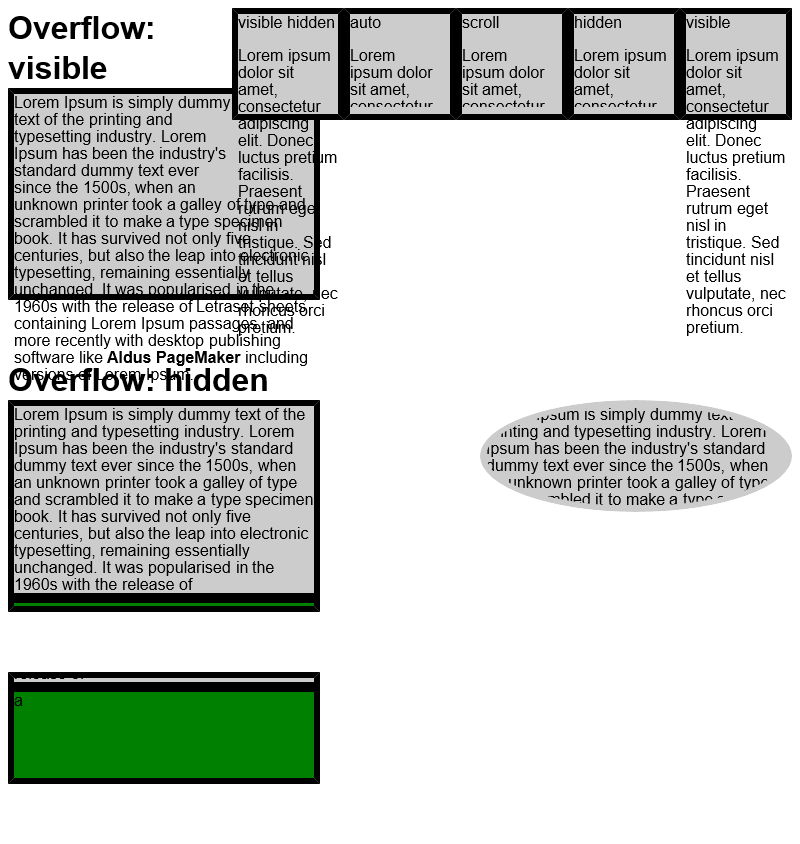 Overflow:
visible
Lorem Ipsum is simply dummy
text of the printing and
typesetting industry. Lorem
Ipsum has been the industry's
standard dummy text ever
since the 1500s, when an
unknown printer took a galley of type and
scrambled it to make a type specimen
book. It has survived not only five
centuries, but also the leap into electronic
typesetting, remaining essentially
unchanged. It was popularised in the
1960s with the release of Letraset sheets
containing Lorem Ipsum passages, and
more recently with desktop publishing
software like Aldus PageMaker including
versions of Lorem Ipsum.
visible hidden
Lorem ipsum
dolor sit
amet,
consectetur
adipiscing
elit. Donec
luctus pretium
facilisis.
Praesent
rutrum eget
nisl in
tristique. Sed
tincidunt nisl
et tellus
vulputate, nec
rhoncus orci
pretium.
auto
Lorem
ipsum dolor
sit amet,
consectetur
scroll
Lorem
ipsum dolor
sit amet,
consectetur
hidden
Lorem ipsum
dolor sit
amet,
consectetur
visible
Lorem ipsum
dolor sit
amet,
consectetur
adipiscing
elit. Donec
luctus pretium
facilisis.
Praesent
rutrum eget
nisl in
tristique. Sed
tincidunt nisl
et tellus
vulputate, nec
rhoncus orci
pretium.
Overflow: hidden
Lorem Ipsum is simply dummy text of the
printing and typesetting industry. Lorem
Ipsum has been the industry's standard
dummy text ever since the 1500s, when
an unknown printer took a galley of type
and scrambled it to make a type specimen
book. It has survived not only five
centuries, but also the leap into electronic
typesetting, remaining essentially
unchanged. It was popularised in the
1960s with the release of
Ipsum is simply dummy text
inting and typesetting industry. Lorem
Ipsum has been the industry's standard
dummy text ever since the 1500s, when
unknown printer took a galley of type
mbled it to make a type
a